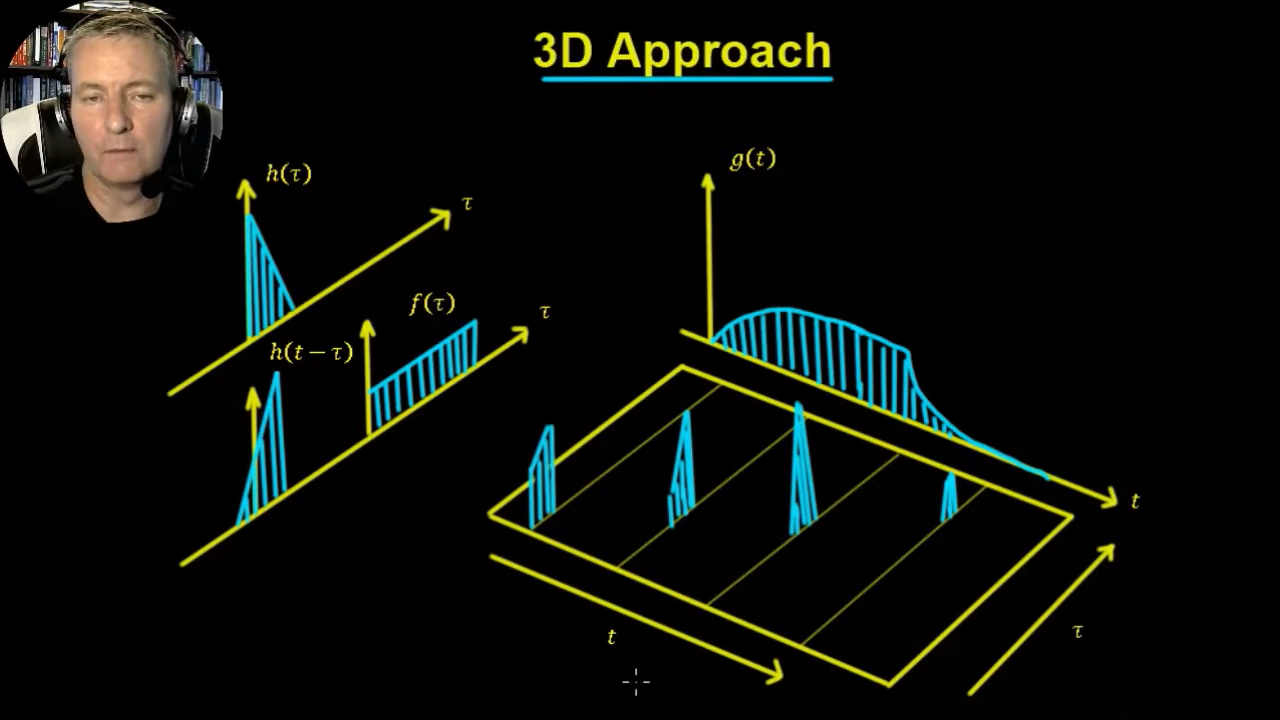 3D Approach
h(τ)
τ
f(τ)
τ
h(t − τ)
g(t)
t
t
τ